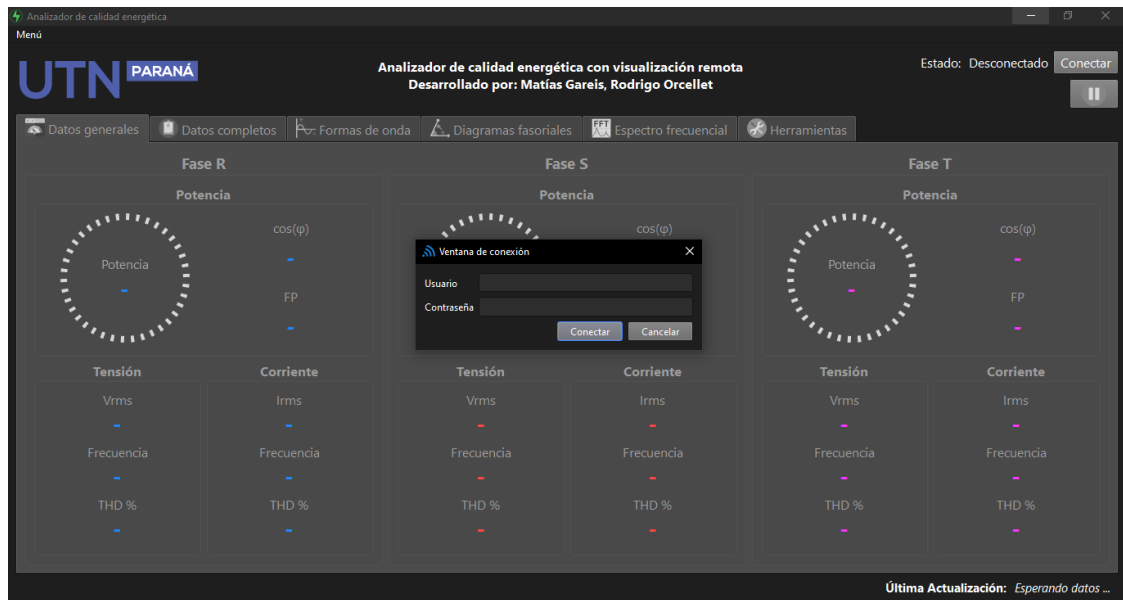 Analizador de calidad energética
Menú
UTN PARANÁ
Analizador de calidad energética con visualización remota
Desarrollado por: Matías Gareis, Rodrigo Orcellet
Estado: Desconectado Conectar
Datos generales Datos completos Formas de onda Diagramas fasoriales FFT Espectro frecuencial Herramientas
Fase R Fase S Fase T
Potencia Potencia Potencia
cos(φ) cos(φ) cos(φ)
Ventana de conexión
Potencia - Potencia -
- -
Usuario
FP FP
Contraseña
- -
Conectar Cancelar
Tensión Corriente Tensión Corriente Tensión Corriente
Vrms Irms Vrms Irms Vrms Irms
- - - - - -
Frecuencia Frecuencia Frecuencia Frecuencia Frecuencia Frecuencia
- - - - - -
THD % THD % THD % THD % THD % THD %
- - - - - -
Última Actualización: Esperando datos ...